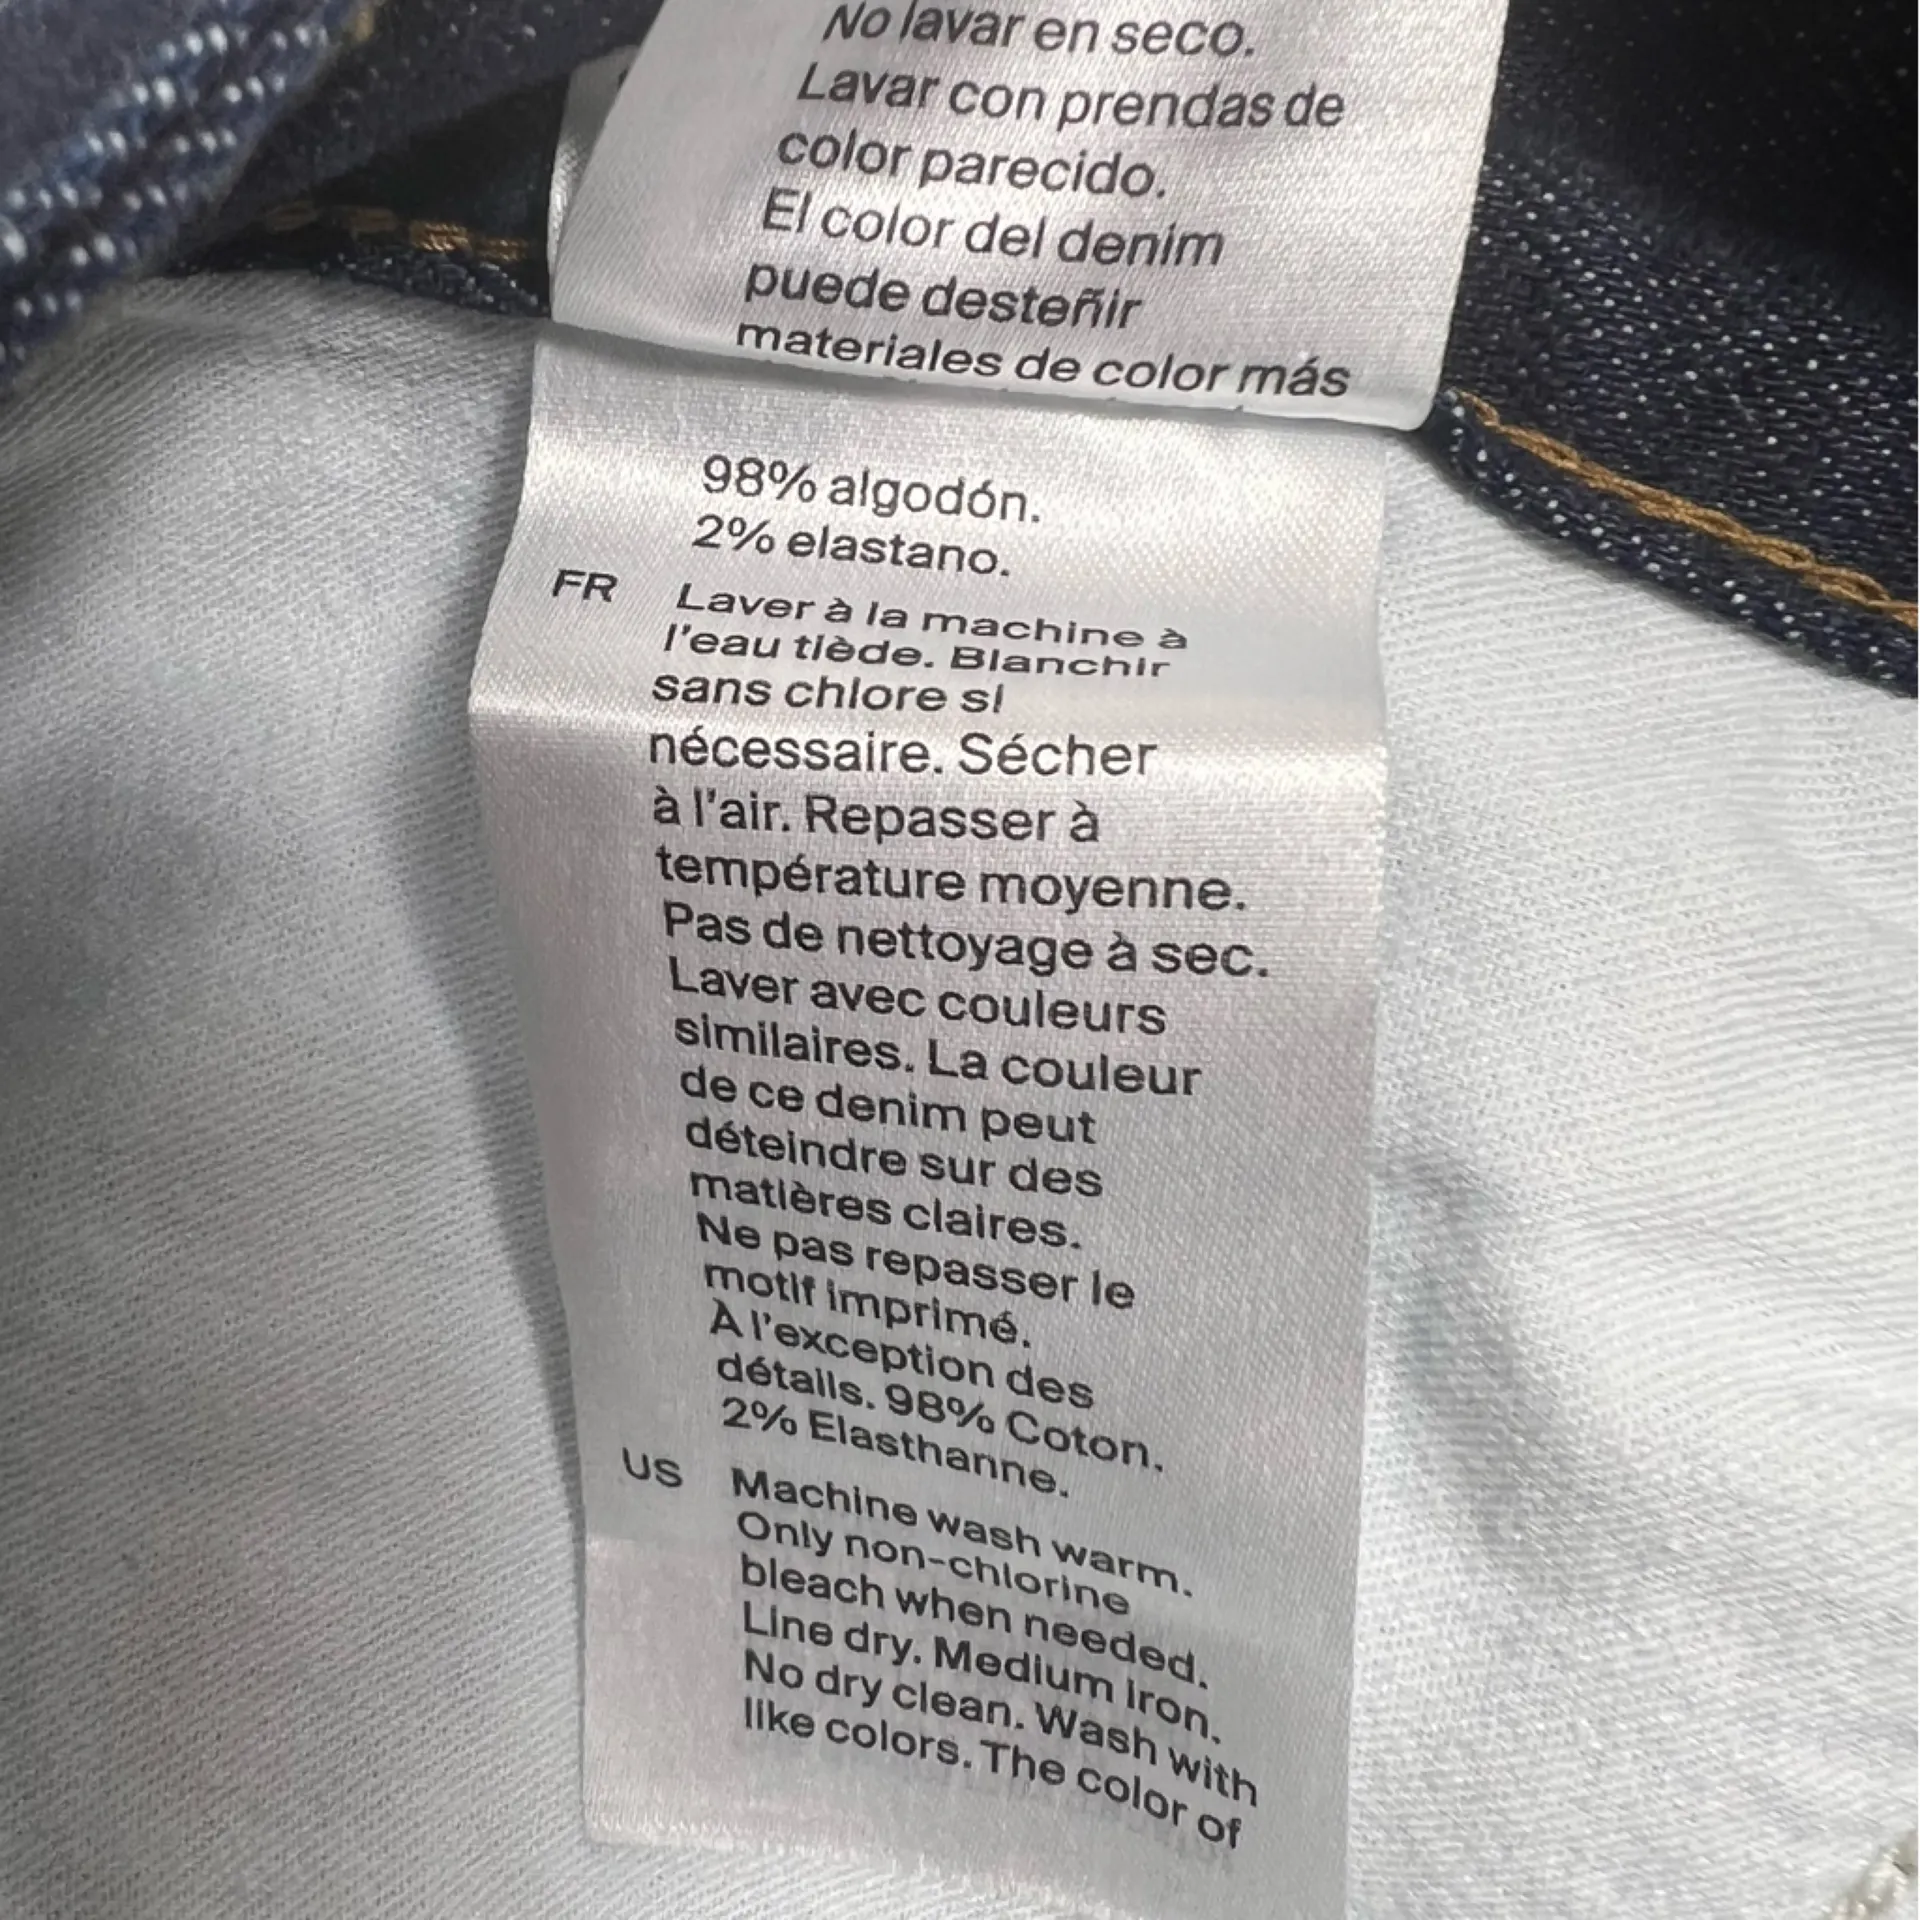 No lavar en seco.
Lavar con prendas de
color parecido.
El color del denim
puede desteñir
materiales de color más
98% algodón.
2% elastano.
FR Laver à la machine à
l'eau tiède. Blanchir
sans chlore si
nécessaire. Sécher
à l'air. Repasser à
température moyenne.
Pas de nettoyage à sec.
Laver avec couleurs
similaires. La couleur
de ce denim peut
déteindre sur des
matières claires.
Ne pas repasser le
motif imprimé.
À l'exception des
détails. 98% Coton.
2% Elasthanne.
US Machine wash warm.
Only non-chlorine
bleach when needed.
Line dry. Medium iron.
No dry clean. Wash with
like colors. The color of